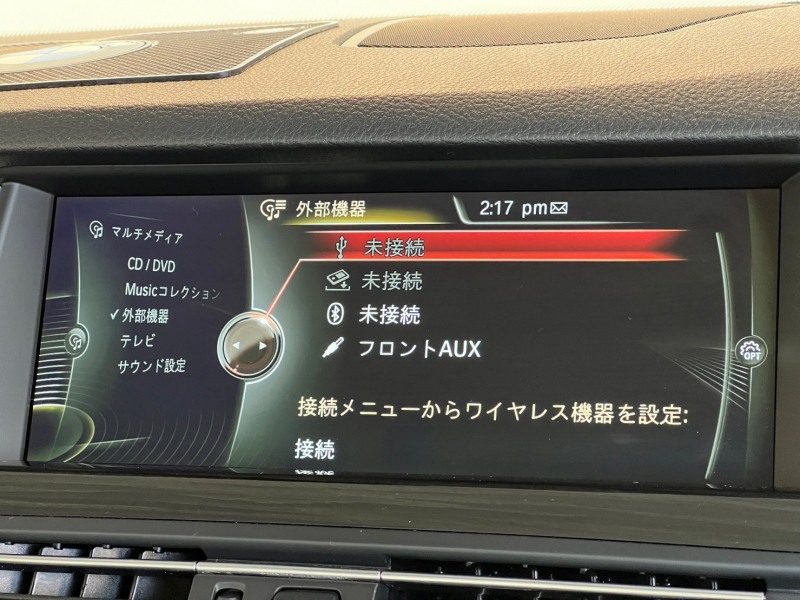 外部機器
2:17 pm
マルチメディア
CD / DVD
Musicコレクション
外部機器
テレビ
サウンド設定
未接続
未接続
未接続
フロントAUX
OPT
接続メニューからワイヤレス機器を設定:
接続